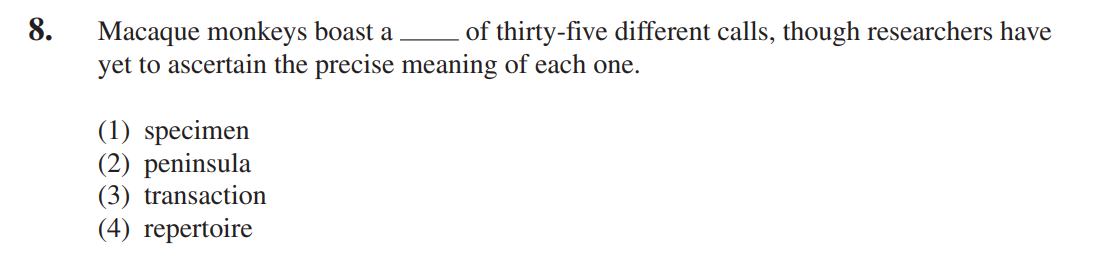 8. Macaque monkeys boast a _____ of thirty-five different calls, though researchers have
yet to ascertain the precise meaning of each one.
(1) specimen
(2) peninsula
(3) transaction
(4) repertoire